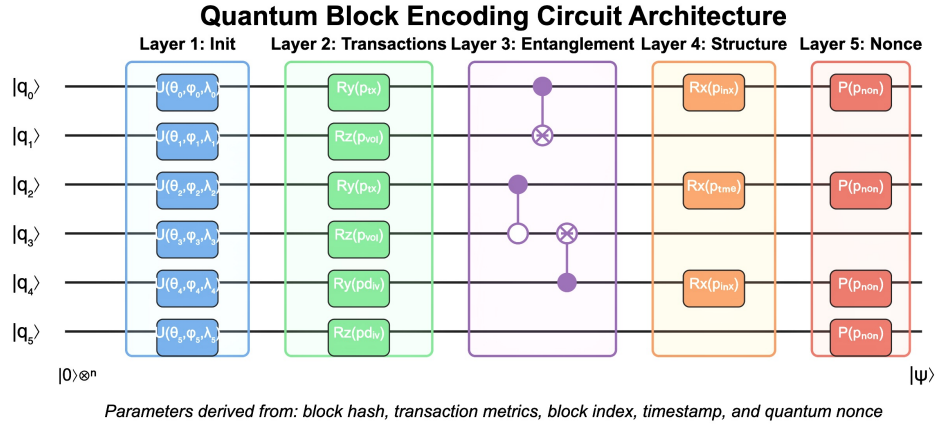 Quantum Block Encoding Circuit Architecture
Layer 1: Init Layer 2: Transactions Layer 3: Entanglement Layer 4: Structure Layer 5: Nonce
|q₀⟩ U(θ₀,φ₀,λ₀) Ry(pₜₓ) Rx(pᵢₙₓ) P(pₙₒₙ)
|q₁⟩ U(θ₁,φ₁,λ₁) Rz(pᵥₒₗ)
|q₂⟩ U(θ₂,φ₂,λ₂) Ry(pₜₓ) Rx(pₜₘₑ) P(pₙₒₙ)
|q₃⟩ U(θ₃,φ₃,λ₃) Rz(pᵥₒₗ)
|q₄⟩ U(θ₄,φ₄,λ₄) Ry(pdᵢᵥ) Rx(pᵢₙₓ) P(pₙₒₙ)
|q₅⟩ U(θ₅,φ₅,λ₅) Rz(pdᵢᵥ) P(pₙₒₙ)
|0⟩⊗ⁿ |ψ⟩
Parameters derived from: block hash, transaction metrics, block index, timestamp, and quantum nonce